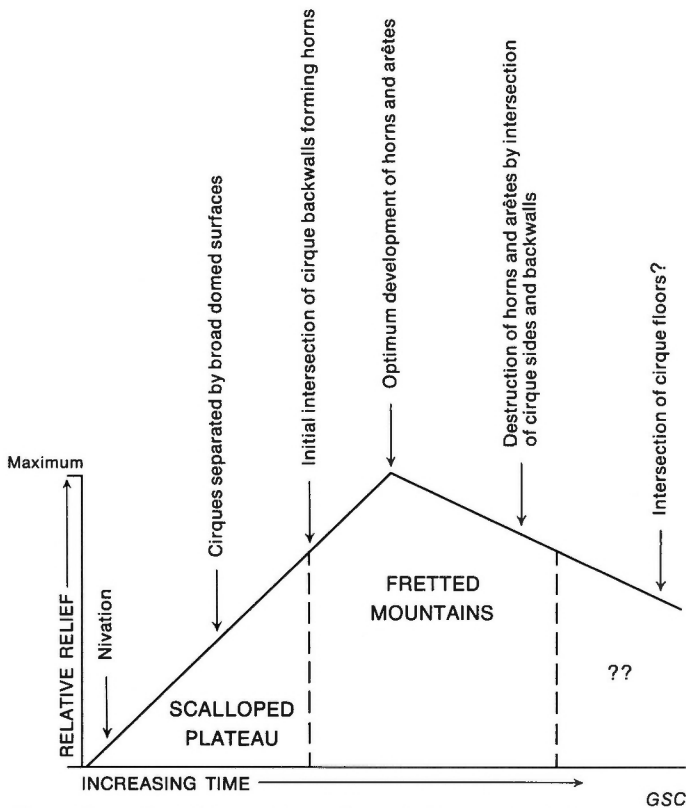 Nivation
Cirques separated by broad domed surfaces
Initial intersection of cirque backwalls forming horns
Optimum development of horns and arêtes
Destruction of horns and arêtes by intersection
of cirque sides and backwalls
Intersection of cirque floors?
Maximum
RELATIVE RELIEF
SCALLOPED
PLATEAU
FRETTED
MOUNTAINS
??
INCREASING TIME
GSC